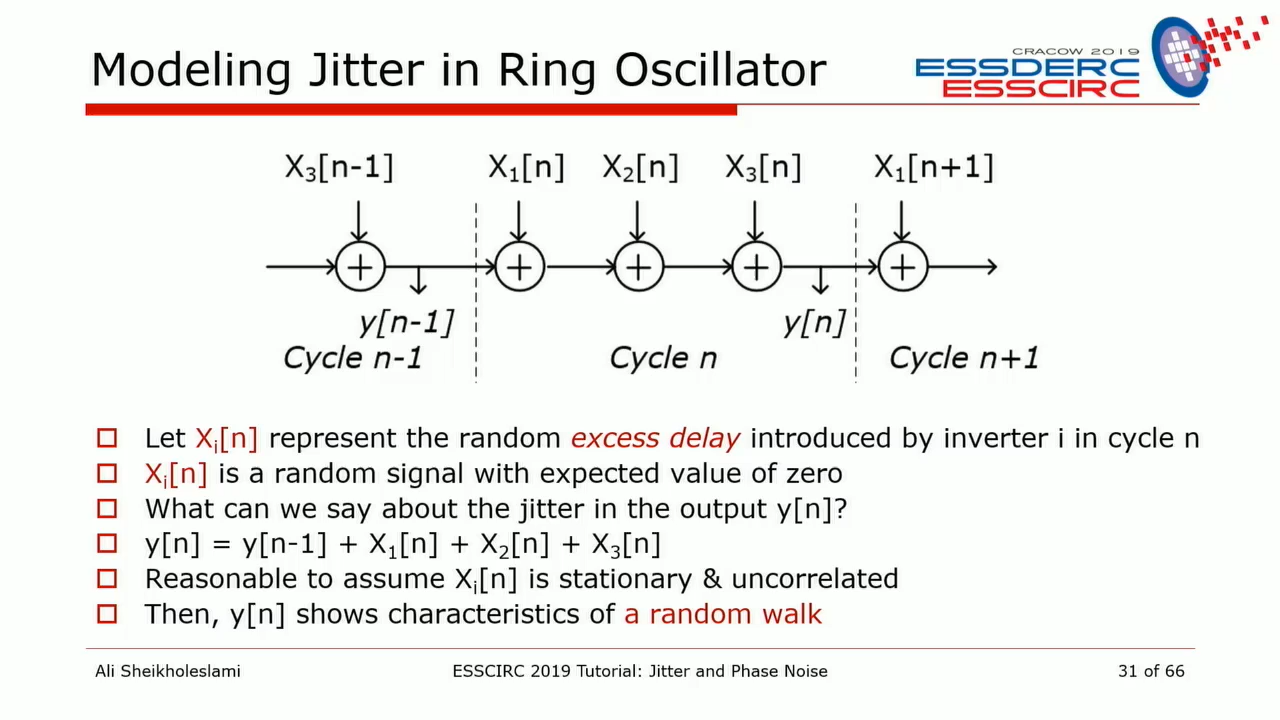 Modeling Jitter in Ring Oscillator
CRACOW 2019
ESSDERC
ESSCIRC
X₃[n-1] X₁[n] X₂[n] X₃[n] X₁[n+1]
+ + + + +
y[n-1] y[n]
Cycle n-1 Cycle n Cycle n+1
Let Xᵢ[n] represent the random excess delay introduced by inverter i in cycle n
Xᵢ[n] is a random signal with expected value of zero
What can we say about the jitter in the output y[n]?
y[n] = y[n-1] + X₁[n] + X₂[n] + X₃[n]
Reasonable to assume Xᵢ[n] is stationary & uncorrelated
Then, y[n] shows characteristics of a random walk
Ali Sheikholeslami ESSCIRC 2019 Tutorial: Jitter and Phase Noise 31 of 66